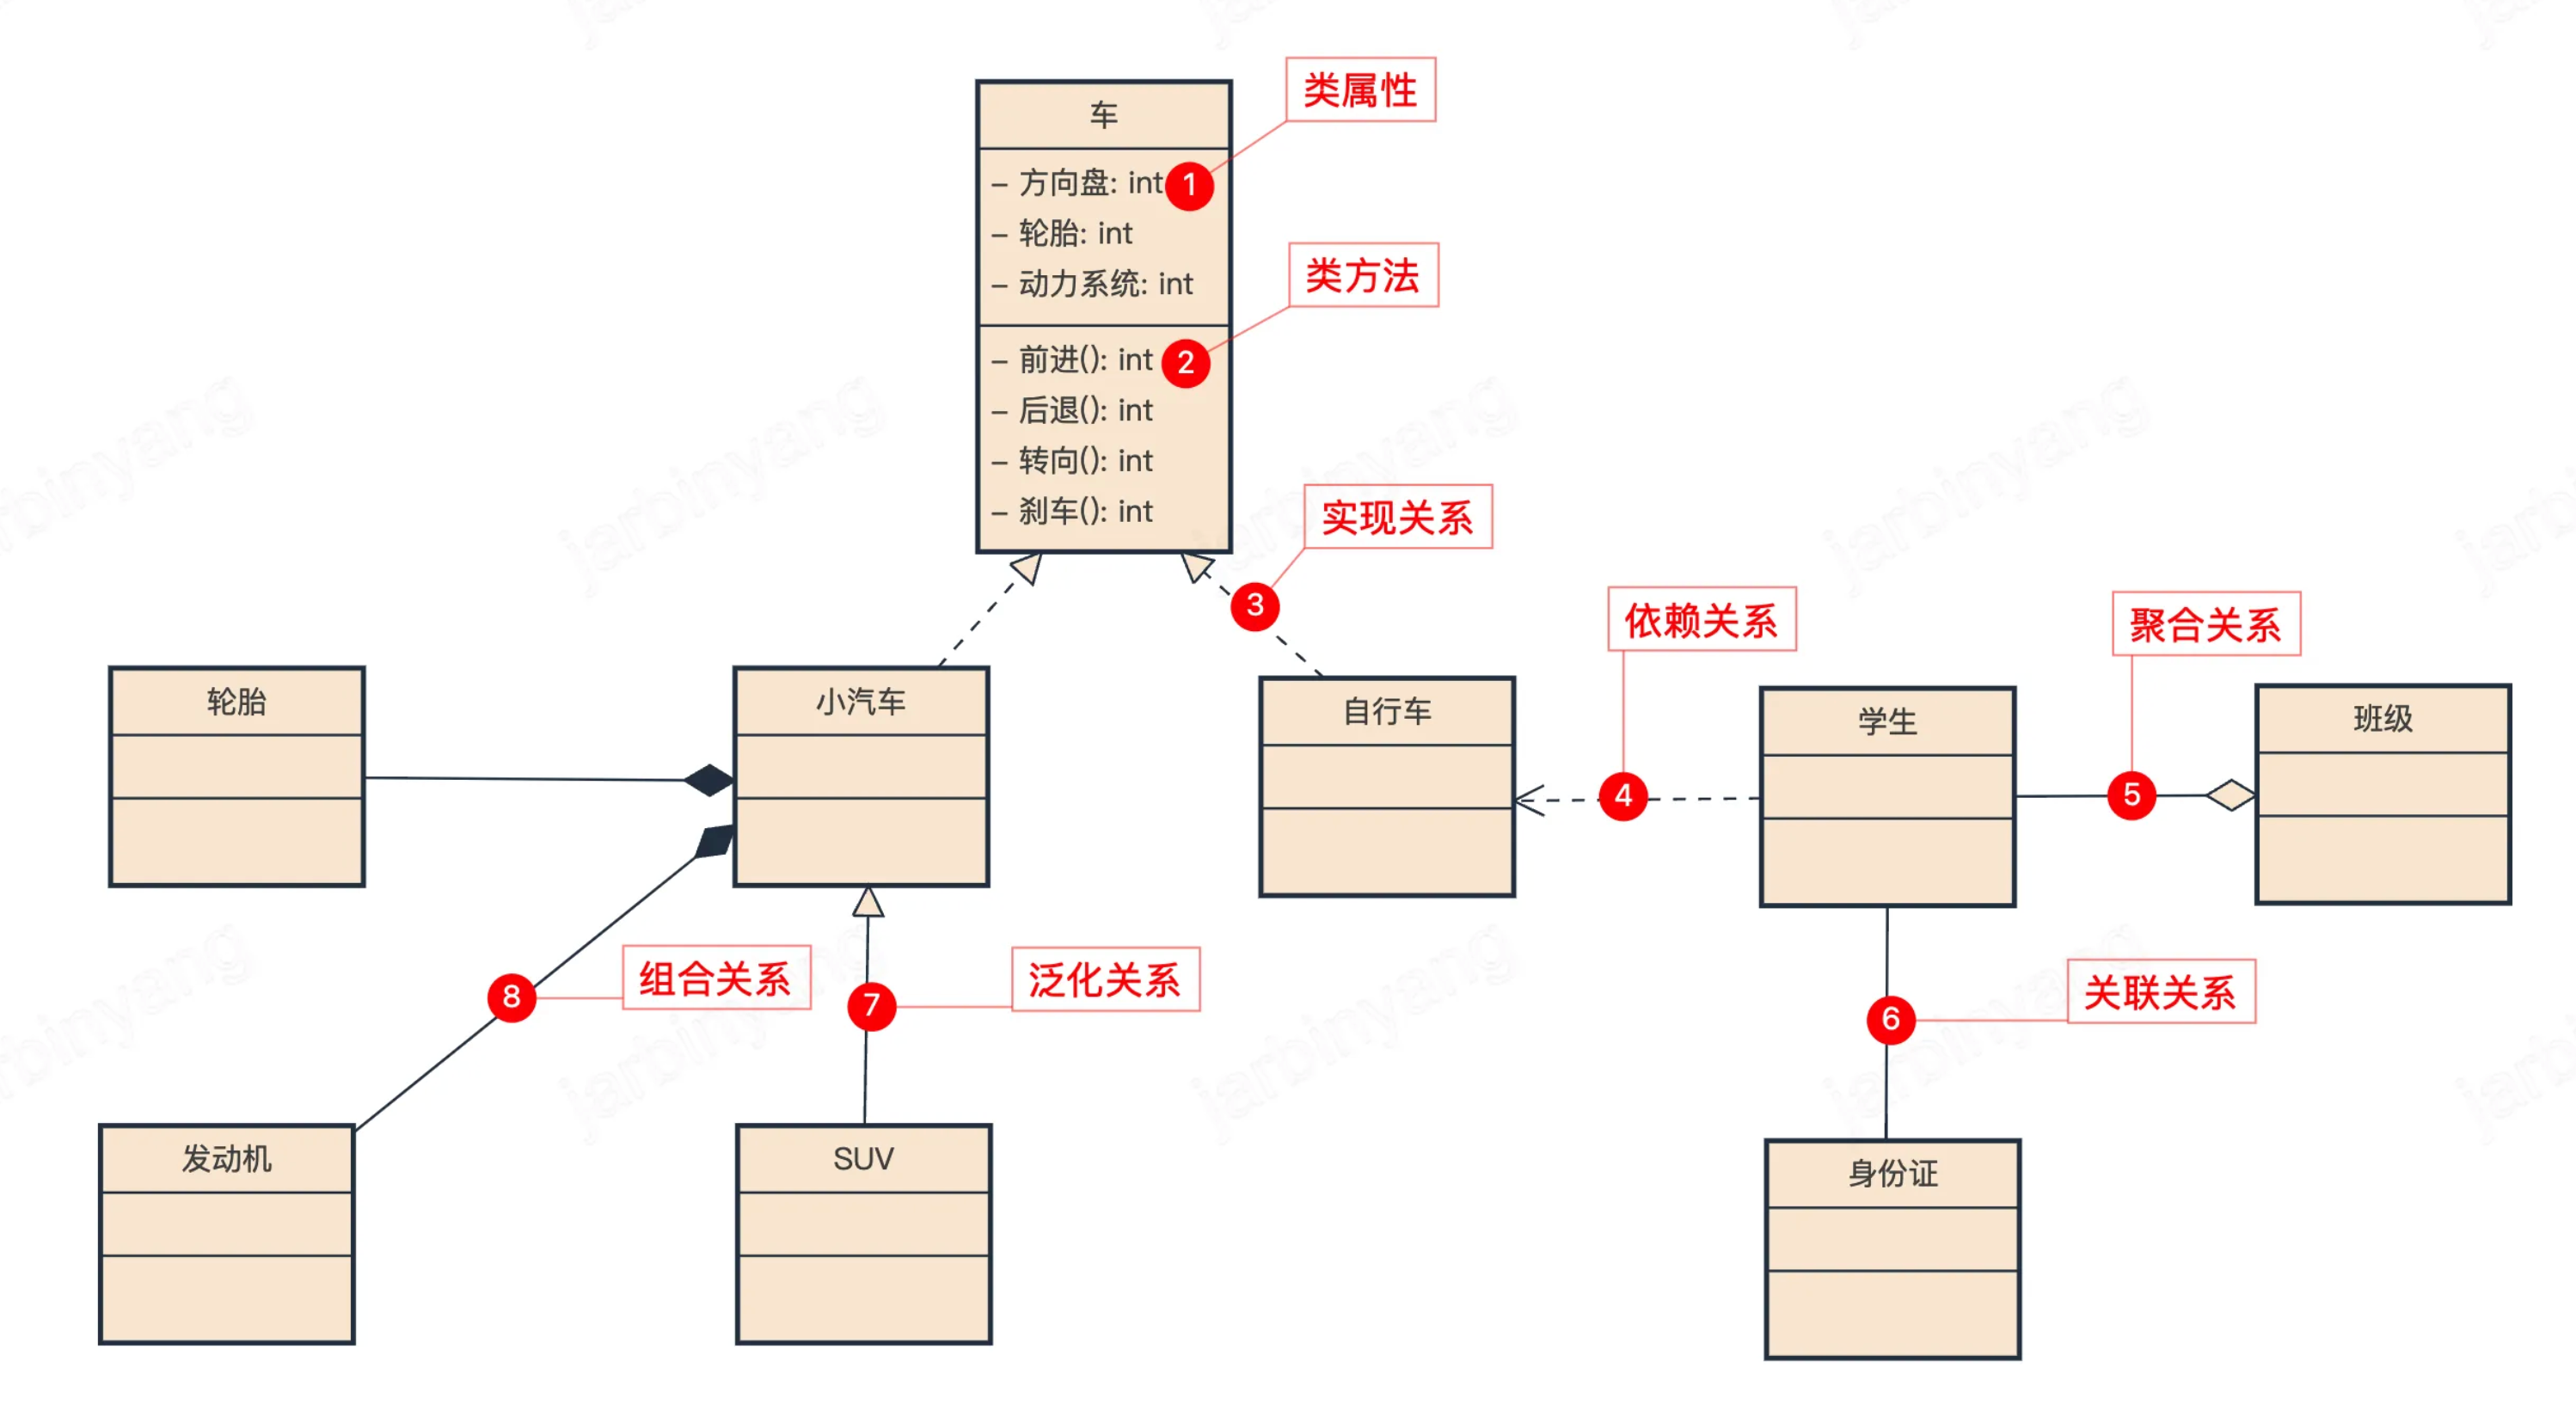 车
类属性
– 方向盘: int
1
– 轮胎: int
– 动力系统: int
类方法
– 前进(): int
2
– 后退(): int
– 转向(): int
– 刹车(): int
实现关系
3
依赖关系
聚合关系
轮胎
小汽车
自行车
学生
班级
4
5
组合关系
泛化关系
关联关系
8
7
6
发动机
SUV
身份证
jarbinyang